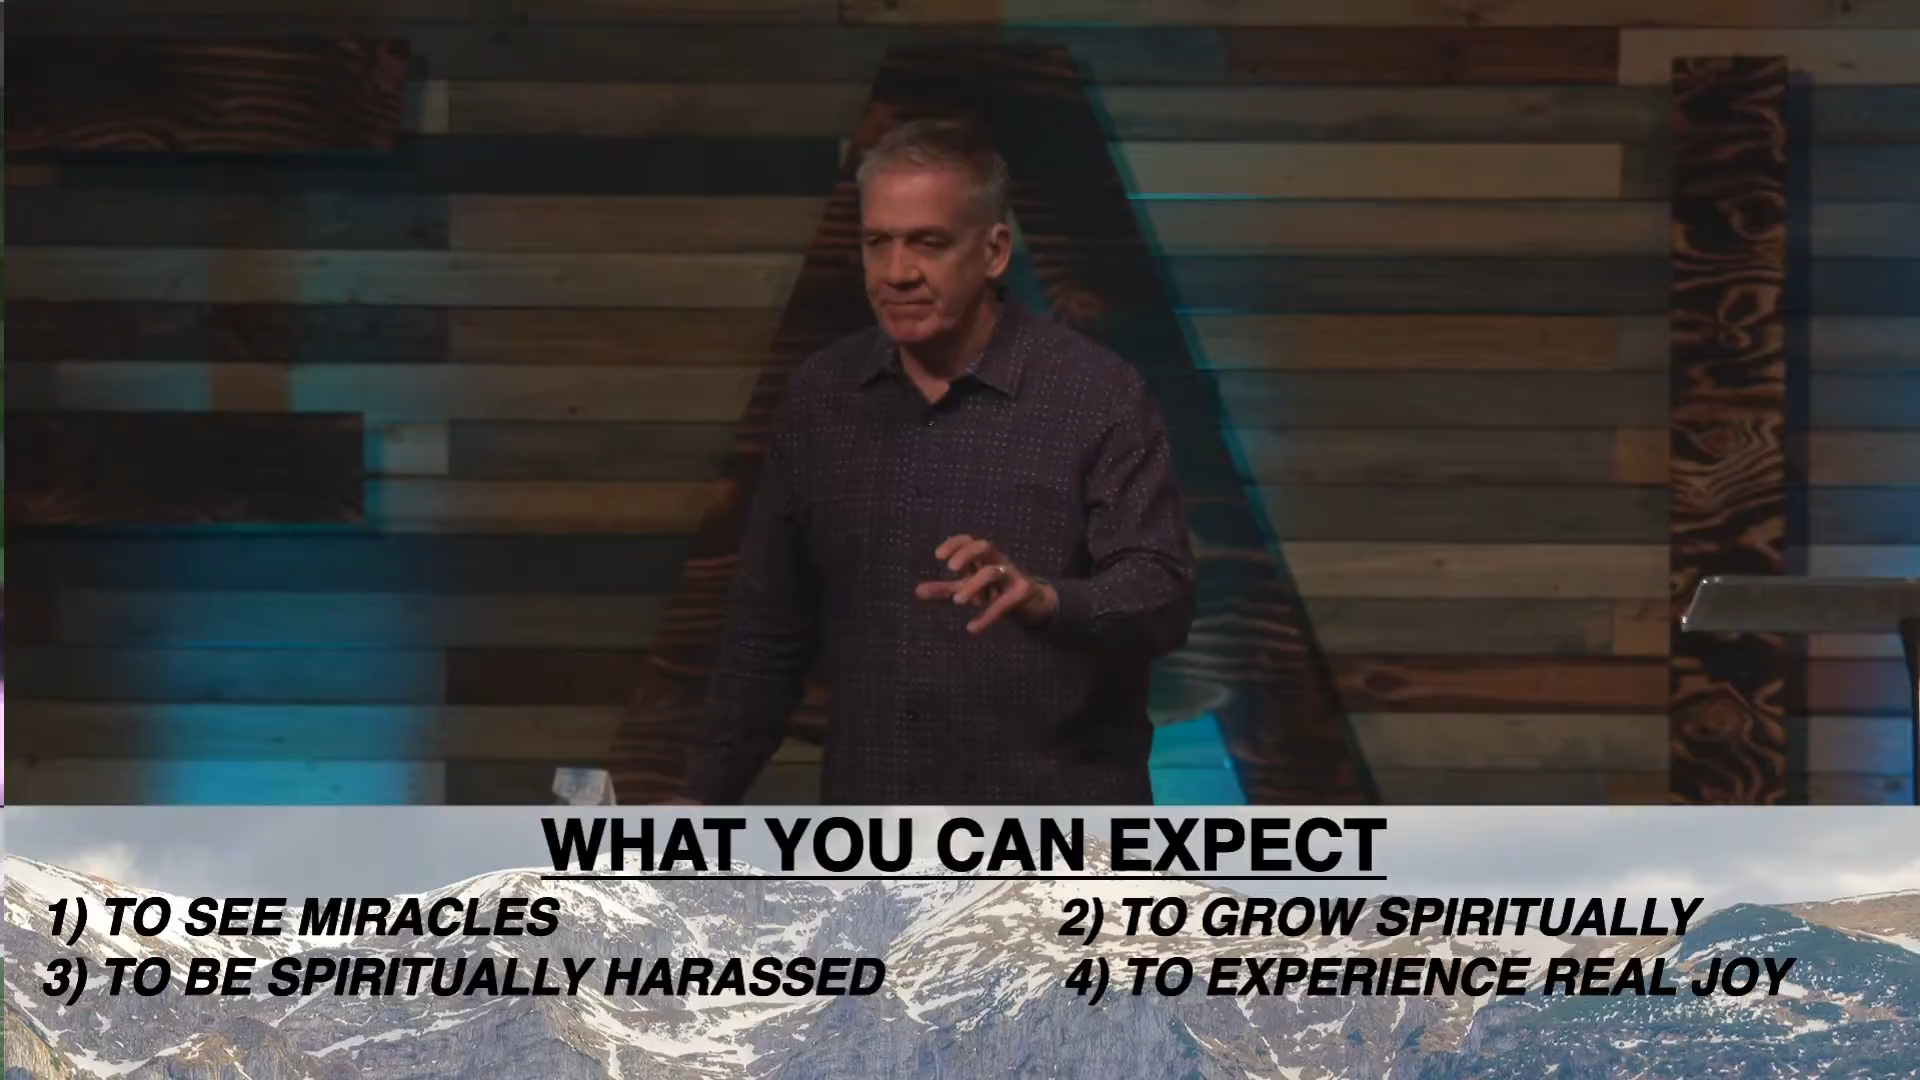 WHAT YOU CAN EXPECT
1) TO SEE MIRACLES
2) TO GROW SPIRITUALLY
3) TO BE SPIRITUALLY HARASSED
4) TO EXPERIENCE REAL JOY